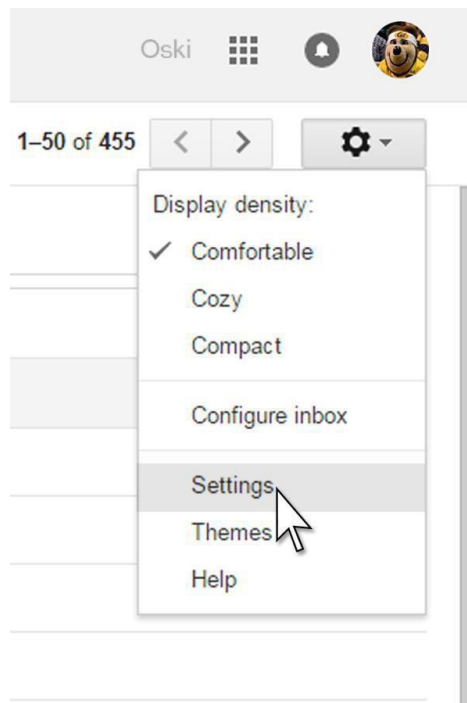 Oski
1–50 of 455
Display density:
Comfortable
Cozy
Compact
Configure inbox
Settings
Themes
Help